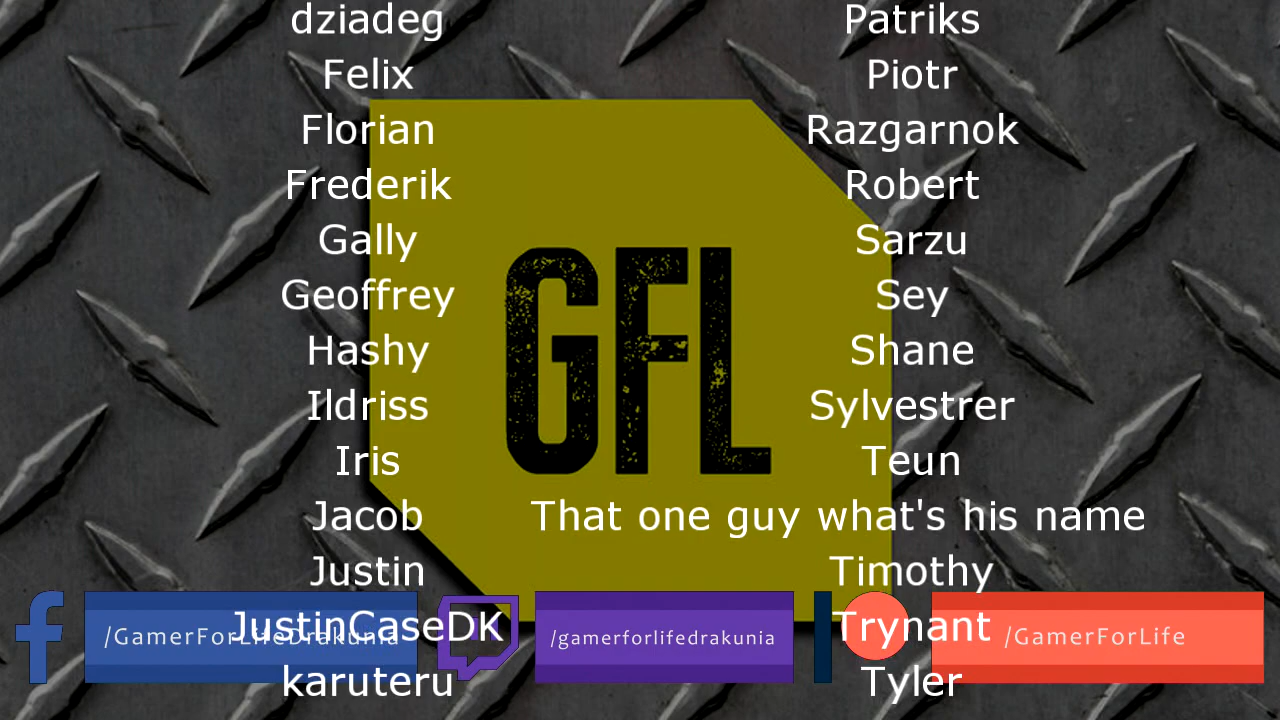 dziadeg
Felix
Florian
Frederik
Gally
Geoffrey
Hashy
Ildriss
Iris
Jacob
Justin
JustinCaseDK
karuteru
Patriks
Piotr
Razgarnok
Robert
Sarzu
Sey
Shane
Sylvestrer
Teun
That one guy what's his name
Timothy
Trynant
Tyler
GFL
/GamerForLifeDrakunia
/gamerforlifedrakunia
/GamerForLife